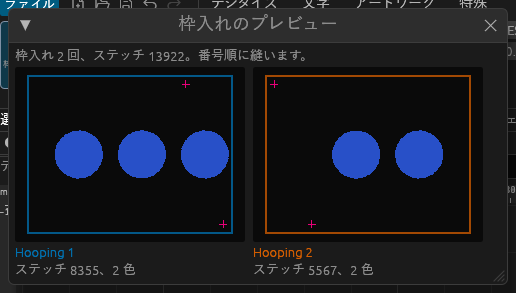 ファイル
デジタイズ 文字 アートワーク 特殊
枠入れのプレビュー
枠入れ 2 回、ステッチ 13922。番号順に縫います。
Hooping 1
ステッチ 8355、2 色
Hooping 2
ステッチ 5567、2 色